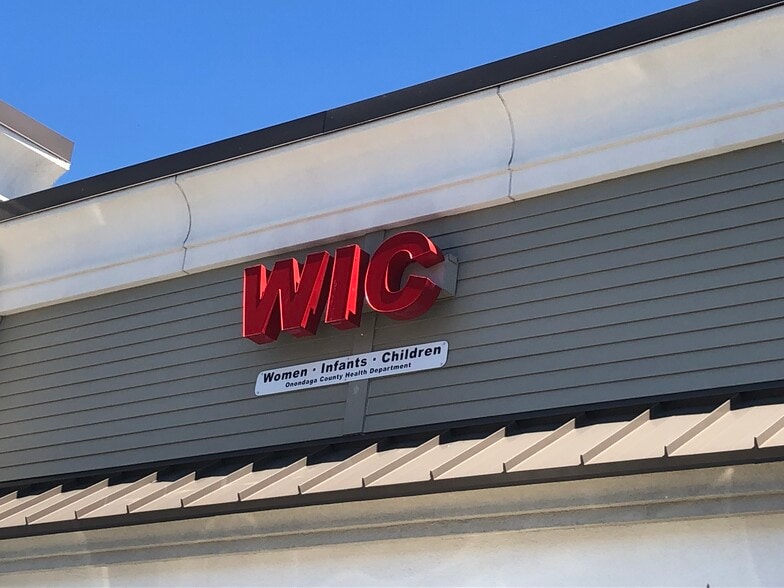 WIC
Women · Infants · Children
Onondaga County Health Department